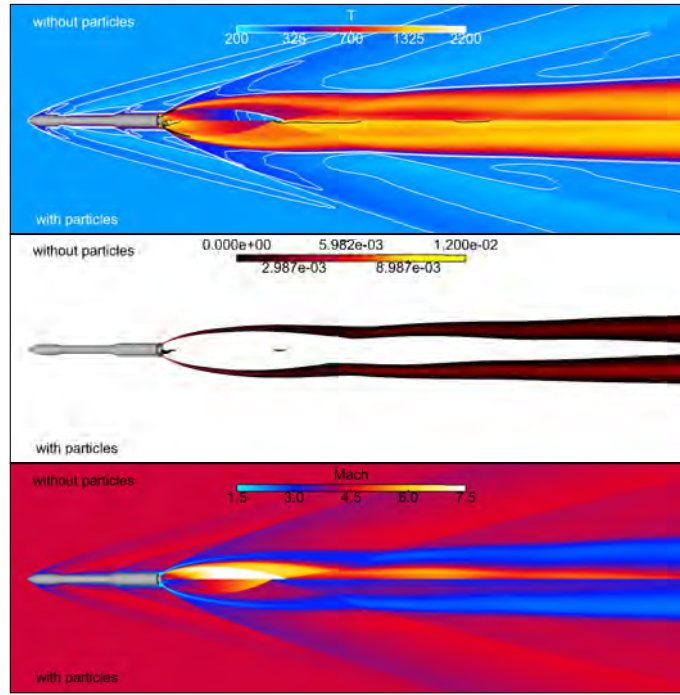 without particles
T
200 325 700 1325 2200
with particles
without particles
0.000e+00 5.982e-03 1.200e-02
2.987e-03 8.987e-03
with particles
without particles
Mach
1.5 3.0 4.5 6.0 7.5
with particles